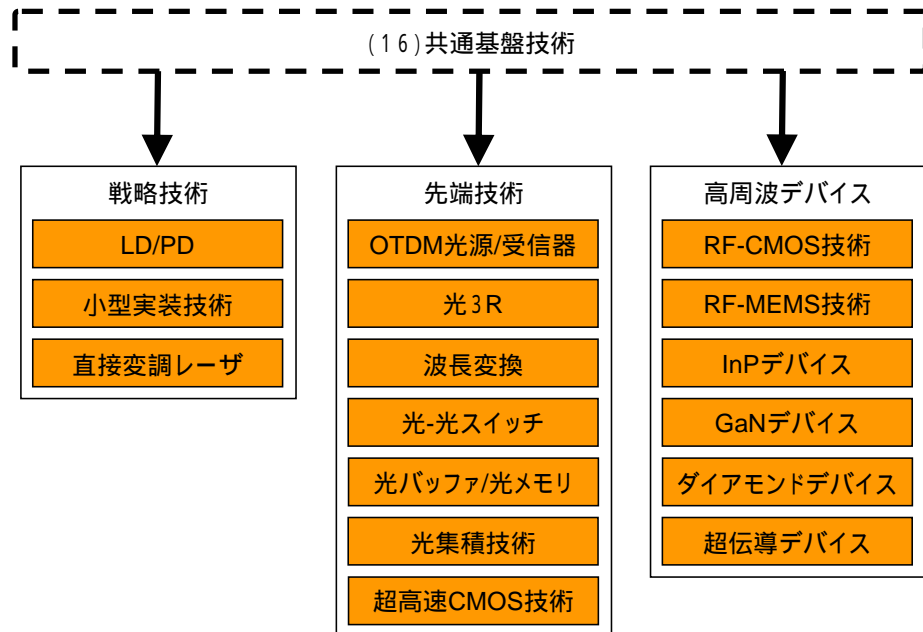 (16)共通基盤技術
戦略技術
LD/PD
小型実装技術
直接変調レーザ
先端技術
OTDM光源/受信器
光3R
波長変換
光-光スイッチ
光バッファ/光メモリ
光集積技術
超高速CMOS技術
高周波デバイス
RF-CMOS技術
RF-MEMS技術
InPデバイス
GaNデバイス
ダイアモンドデバイス
超伝導デバイス